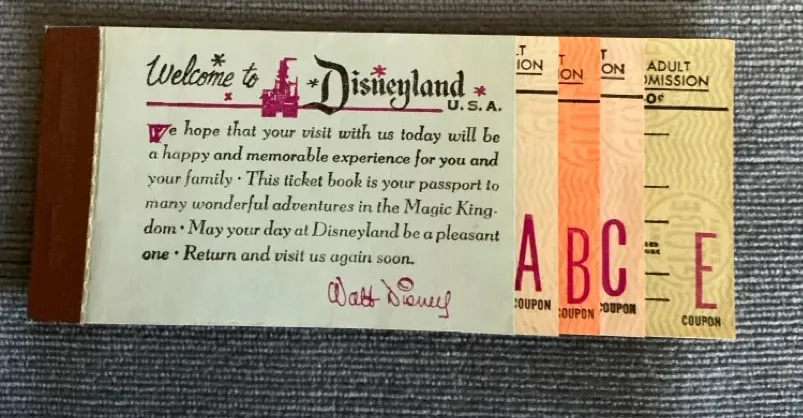 Welcome to Disneyland
U.S.A.
We hope that your visit with us today will be
a happy and memorable experience for you and
your family · This ticket book is your passport to
many wonderful adventures in the Magic King-
dom · May your day at Disneyland be a pleasant
one · Return and visit us again soon.
Walt Disney
T
ION
A
COUPON
T
ION
B
COUPON
T
ON
C
COUPON
ADULT
DMISSION
0¢
E
COUPON